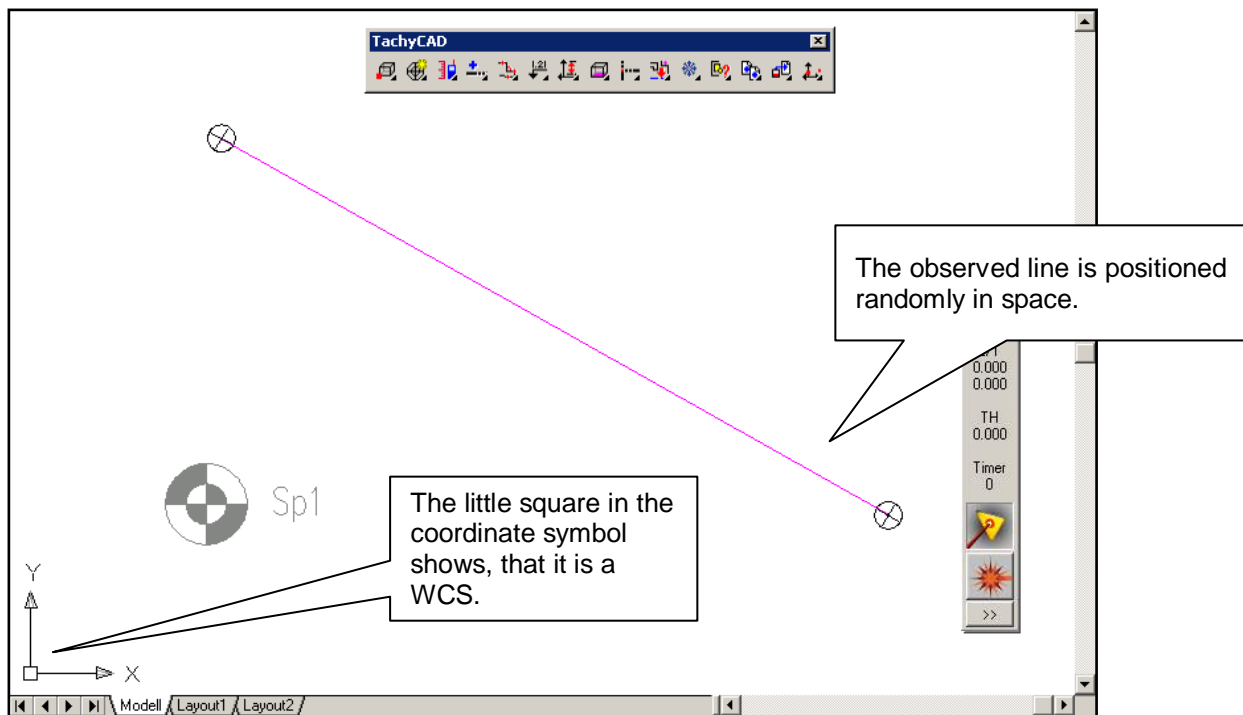 TachyCAD
The observed line is positioned
randomly in space.
0.000
0.000
TH
0.000
Timer
0
>>
Sp1
The little square in the
coordinate symbol
shows, that it is a
WCS.
Y
X
Modell Layout1 Layout2